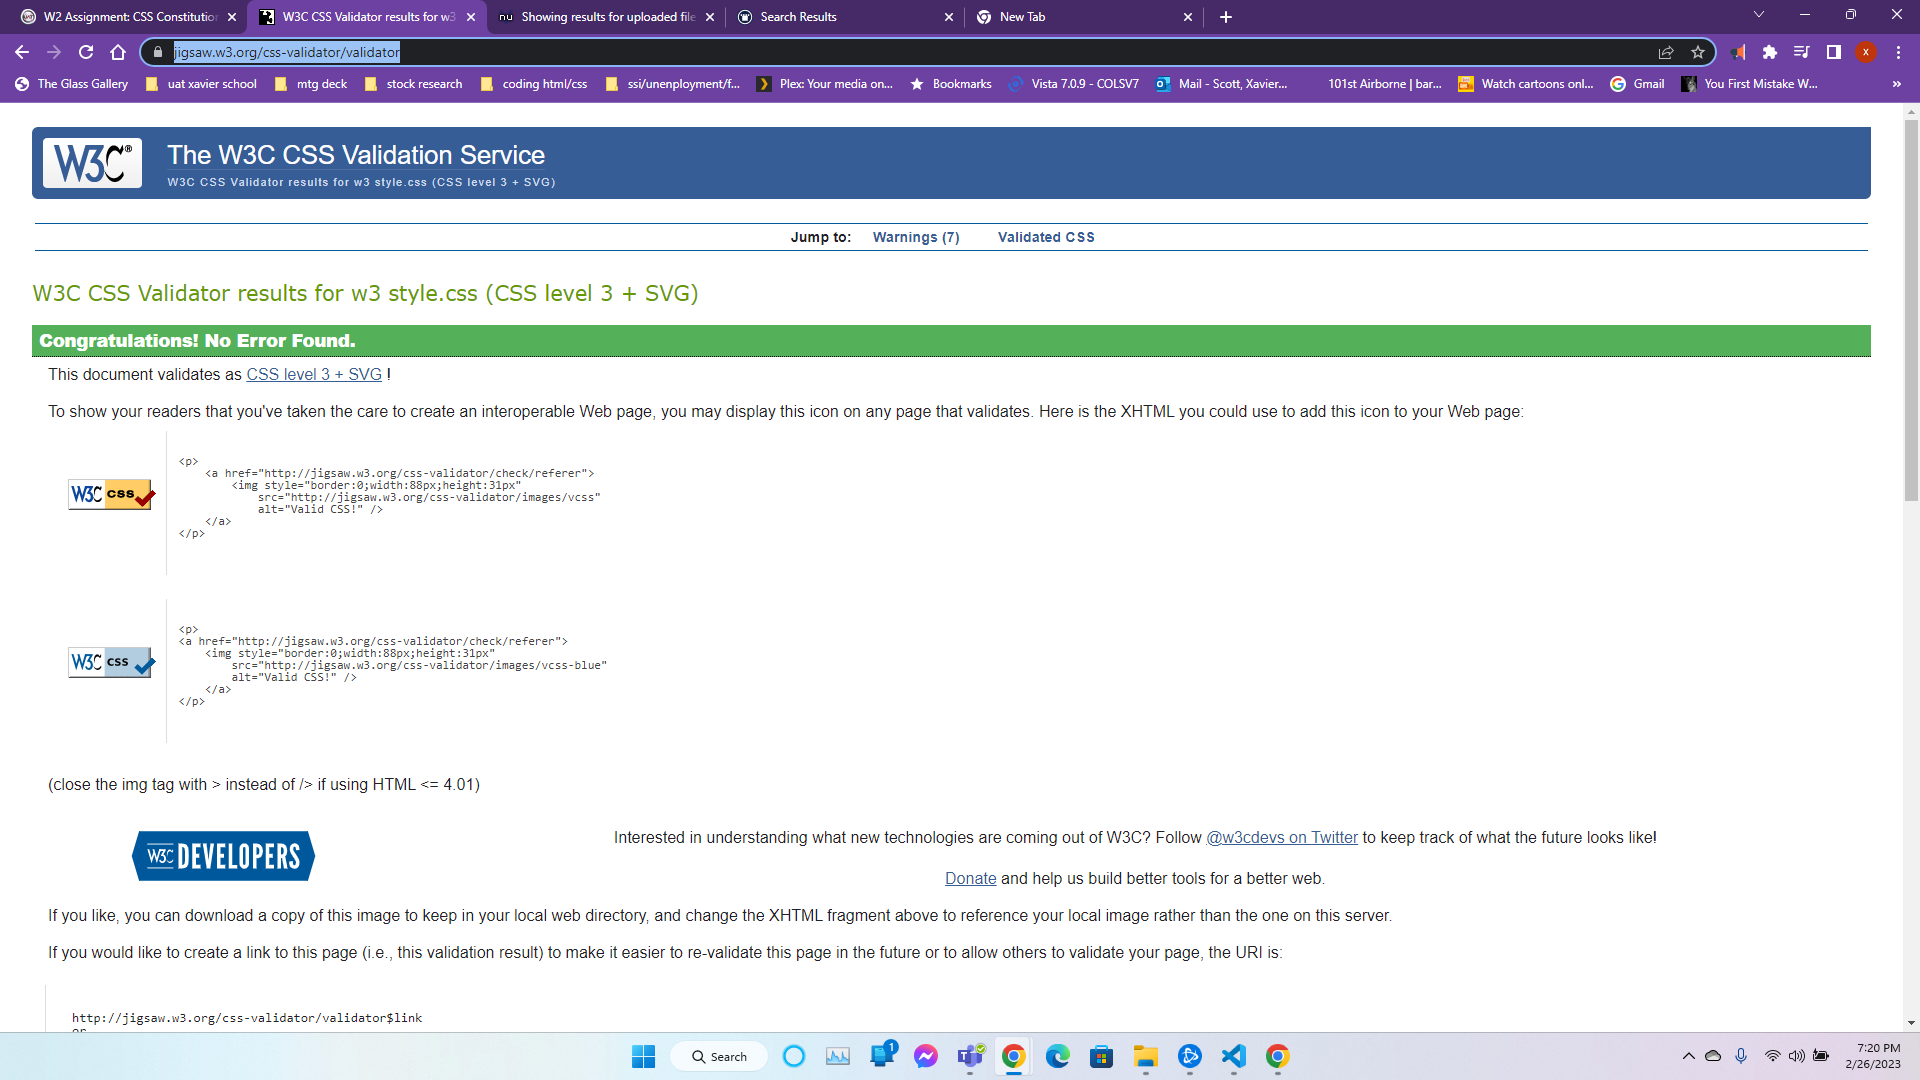 W2 Assignment: CSS Constitution
W3C CSS Validator results for w3
Showing results for uploaded file
Search Results
New Tab
jigsaw.w3.org/css-validator/validator
X
The Glass Gallery
uat xavier school
mtg deck
stock research
coding html/css
ssi/unenployment/f...
Plex: Your media on...
Bookmarks
Vista 7.0.9 - COLSV7
Mail - Scott, Xavier...
101st Airborne | bar...
Watch cartoons onl...
Gmail
You First Mistake W...
»
W3C®
The W3C CSS Validation Service
W3C CSS Validator results for w3 style.css (CSS level 3 + SVG)
Jump to: Warnings (7) Validated CSS
W3C CSS Validator results for w3 style.css (CSS level 3 + SVG)
Congratulations! No Error Found.
This document validates as CSS level 3 + SVG !
To show your readers that you've taken the care to create an interoperable Web page, you may display this icon on any page that validates. Here is the XHTML you could use to add this icon to your Web page:
W3C css
<p>
<a href="http://jigsaw.w3.org/css-validator/check/referer">
<img style="border:0;width:88px;height:31px"
src="http://jigsaw.w3.org/css-validator/images/vcss"
alt="Valid CSS!" />
</a>
</p>
W3C css
<p>
<a href="http://jigsaw.w3.org/css-validator/check/referer">
<img style="border:0;width:88px;height:31px"
src="http://jigsaw.w3.org/css-validator/images/vcss-blue"
alt="Valid CSS!" />
</a>
</p>
(close the img tag with > instead of /> if using HTML <= 4.01)
W3C DEVELOPERS
Interested in understanding what new technologies are coming out of W3C? Follow @w3cdevs on Twitter to keep track of what the future looks like!
Donate and help us build better tools for a better web.
If you like, you can download a copy of this image to keep in your local web directory, and change the XHTML fragment above to reference your local image rather than the one on this server.
If you would like to create a link to this page (i.e., this validation result) to make it easier to re-validate this page in the future or to allow others to validate your page, the URI is:
http://jigsaw.w3.org/css-validator/validator$link
or
Search
1
7:20 PM
2/26/2023